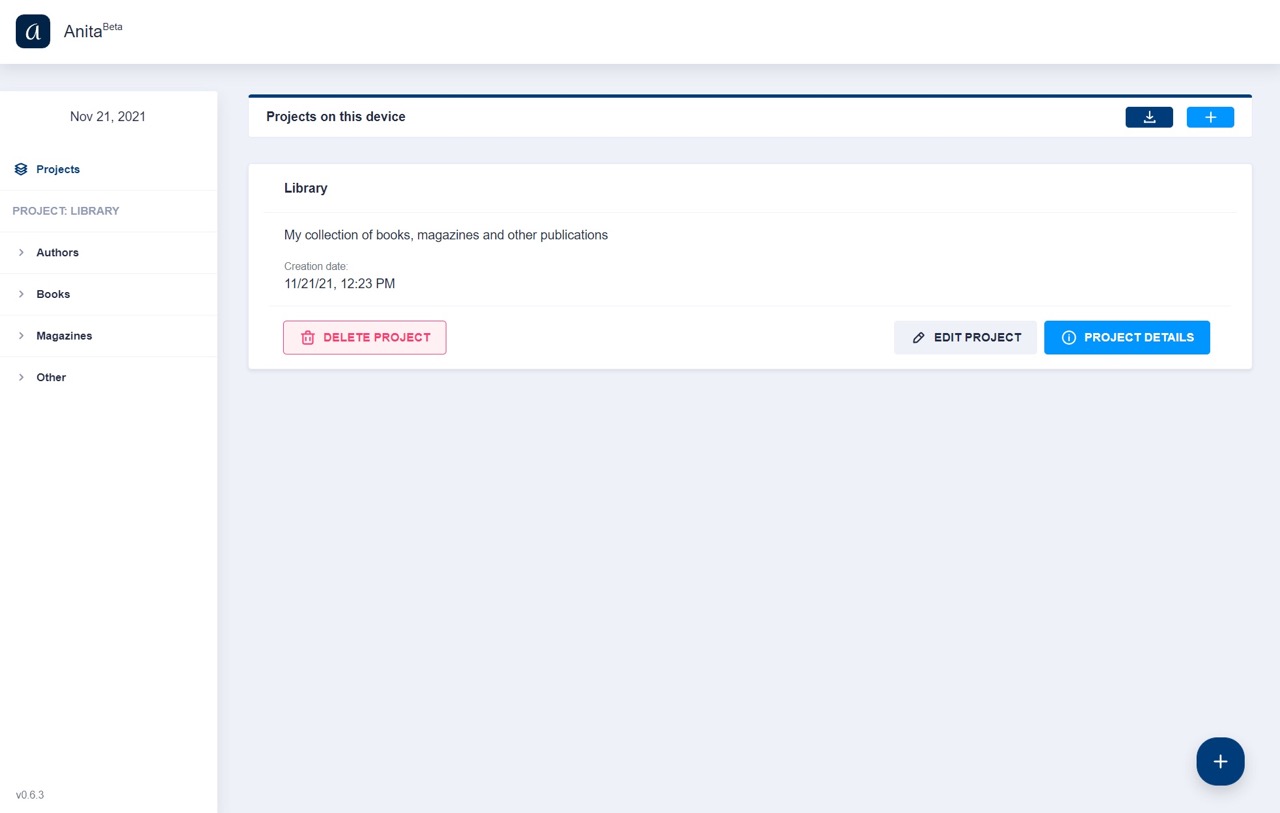 a
AnitaBeta
Nov 21, 2021
Projects
PROJECT: LIBRARY
Authors
Books
Magazines
Other
v0.6.3
Projects on this device
Library
My collection of books, magazines and other publications
Creation date:
11/21/21, 12:23 PM
DELETE PROJECT
EDIT PROJECT
PROJECT DETAILS